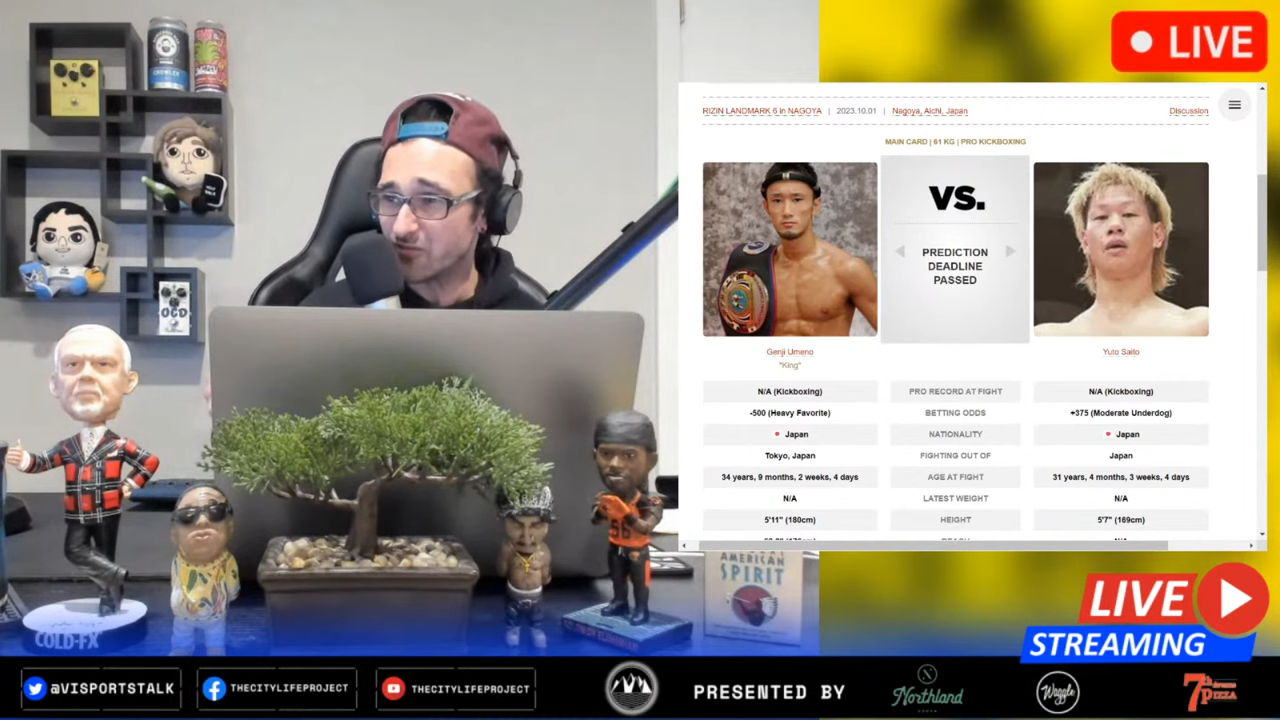 LIVE
RIZIN LANDMARK 6 in NAGOYA | 2023.10.01 | Nagoya, Aichi, Japan Discussion
MAIN CARD | 61 KG | PRO KICKBOXING
VS.
PREDICTION
DEADLINE
PASSED
Genji Umeno Yuto Saito
"King"
N/A (Kickboxing) PRO RECORD AT FIGHT N/A (Kickboxing)
-500 (Heavy Favorite) BETTING ODDS +375 (Moderate Underdog)
Japan NATIONALITY Japan
Tokyo, Japan FIGHTING OUT OF Japan
34 years, 9 months, 2 weeks, 4 days AGE AT FIGHT 31 years, 4 months, 3 weeks, 4 days
N/A LATEST WEIGHT N/A
5'11" (180cm) HEIGHT 5'7" (169cm)
OCD
AMERICAN
SPIRIT
COLD-FX
LIVE
STREAMING
@VISPORTSTALK THECITYLIFEPROJECT THECITYLIFEPROJECT PRESENTED BY Northland Waggle 7th AVENUE PIZZA